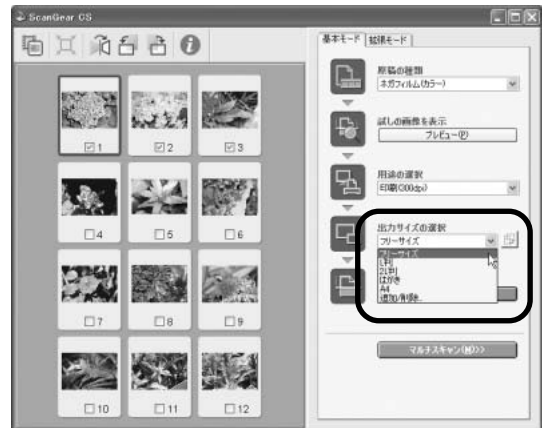 ScanGear CS
基本モード
拡張モード
原稿の種類
ネガフィルム(カラー)
試しの画像を表示
プレビュー(P)
用途の選択
印刷(300dpi)
出力サイズの選択
フリーサイズ
フリーサイズ
L判
2L判
はがき
A4
追加/削除...
マルチスキャン(M)>>
1
2
3
4
5
6
7
8
9
10
11
12